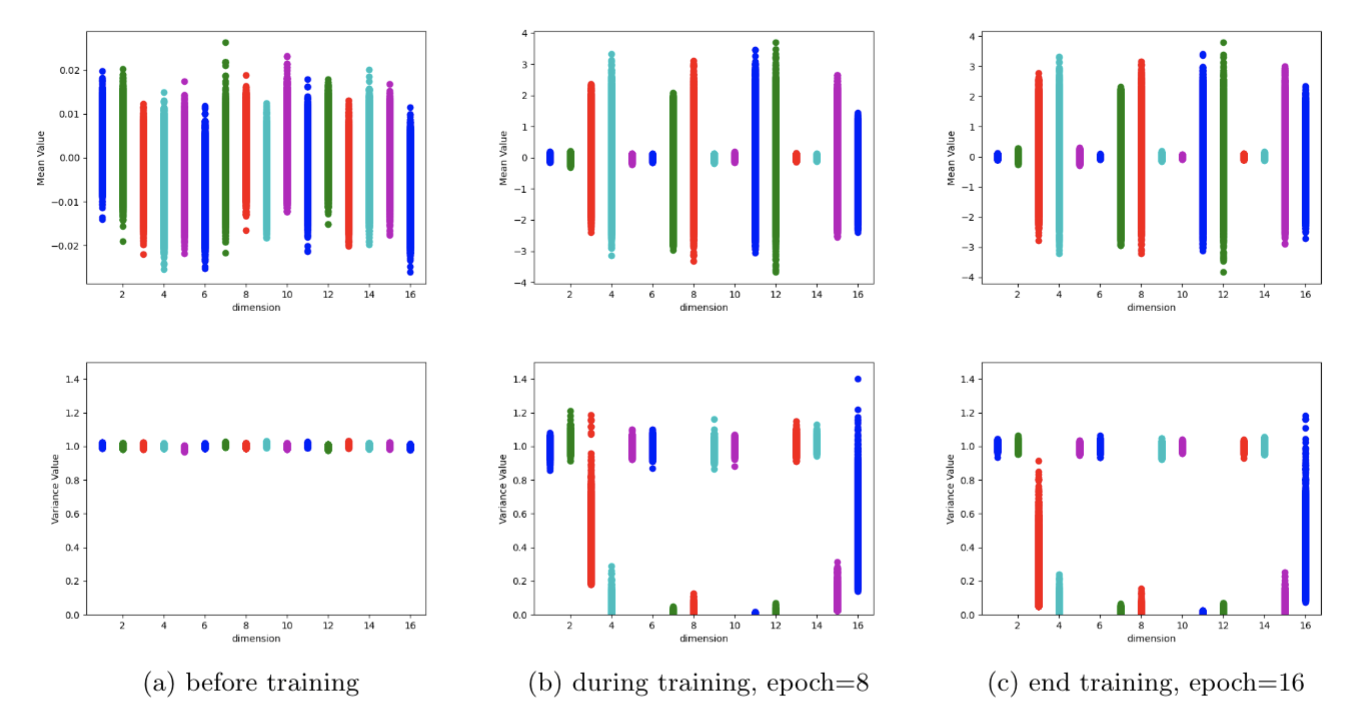 0.02
0.01
0.00
−0.01
−0.02
Mean Value
2 4 6 8 10 12 14 16
dimension
4
3
2
1
0
−1
−2
−3
−4
Mean Value
2 4 6 8 10 12 14 16
dimension
4
3
2
1
0
−1
−2
−3
−4
Mean Value
2 4 6 8 10 12 14 16
dimension
1.4
1.2
1.0
0.8
0.6
0.4
0.2
0.0
Variance Value
2 4 6 8 10 12 14 16
dimension
1.4
1.2
1.0
0.8
0.6
0.4
0.2
0.0
Variance Value
2 4 6 8 10 12 14 16
dimension
1.4
1.2
1.0
0.8
0.6
0.4
0.2
0.0
Variance Value
2 4 6 8 10 12 14 16
dimension
(a) before training
(b) during training, epoch=8
(c) end training, epoch=16